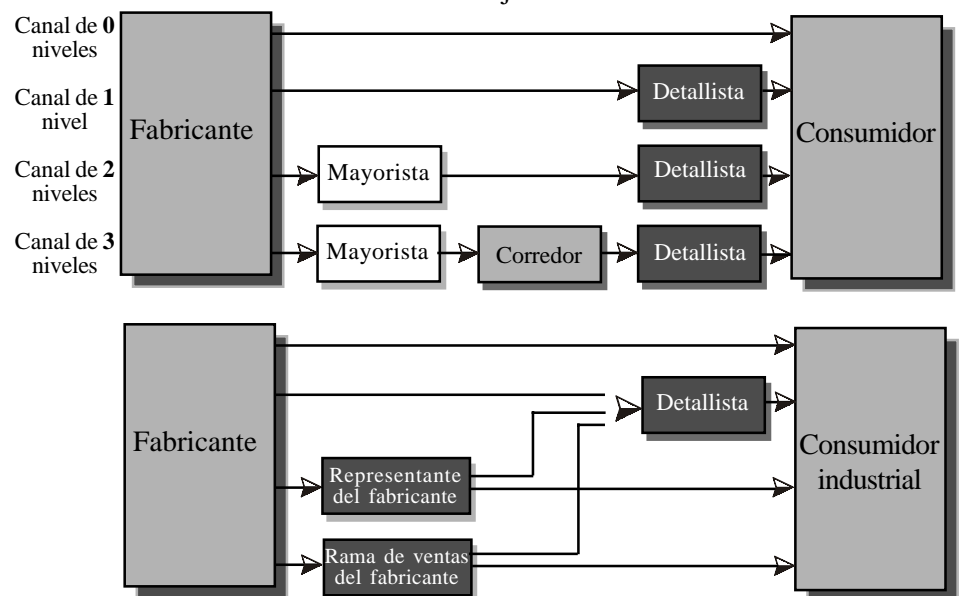 Canal de 0
niveles
Canal de 1
nivel
Canal de 2
niveles
Canal de 3
niveles
Fabricante
Detallista
Consumidor
Mayorista
Detallista
Mayorista
Corredor
Detallista
Fabricante
Detallista
Representante
del fabricante
Rama de ventas
del fabricante
Consumidor
industrial